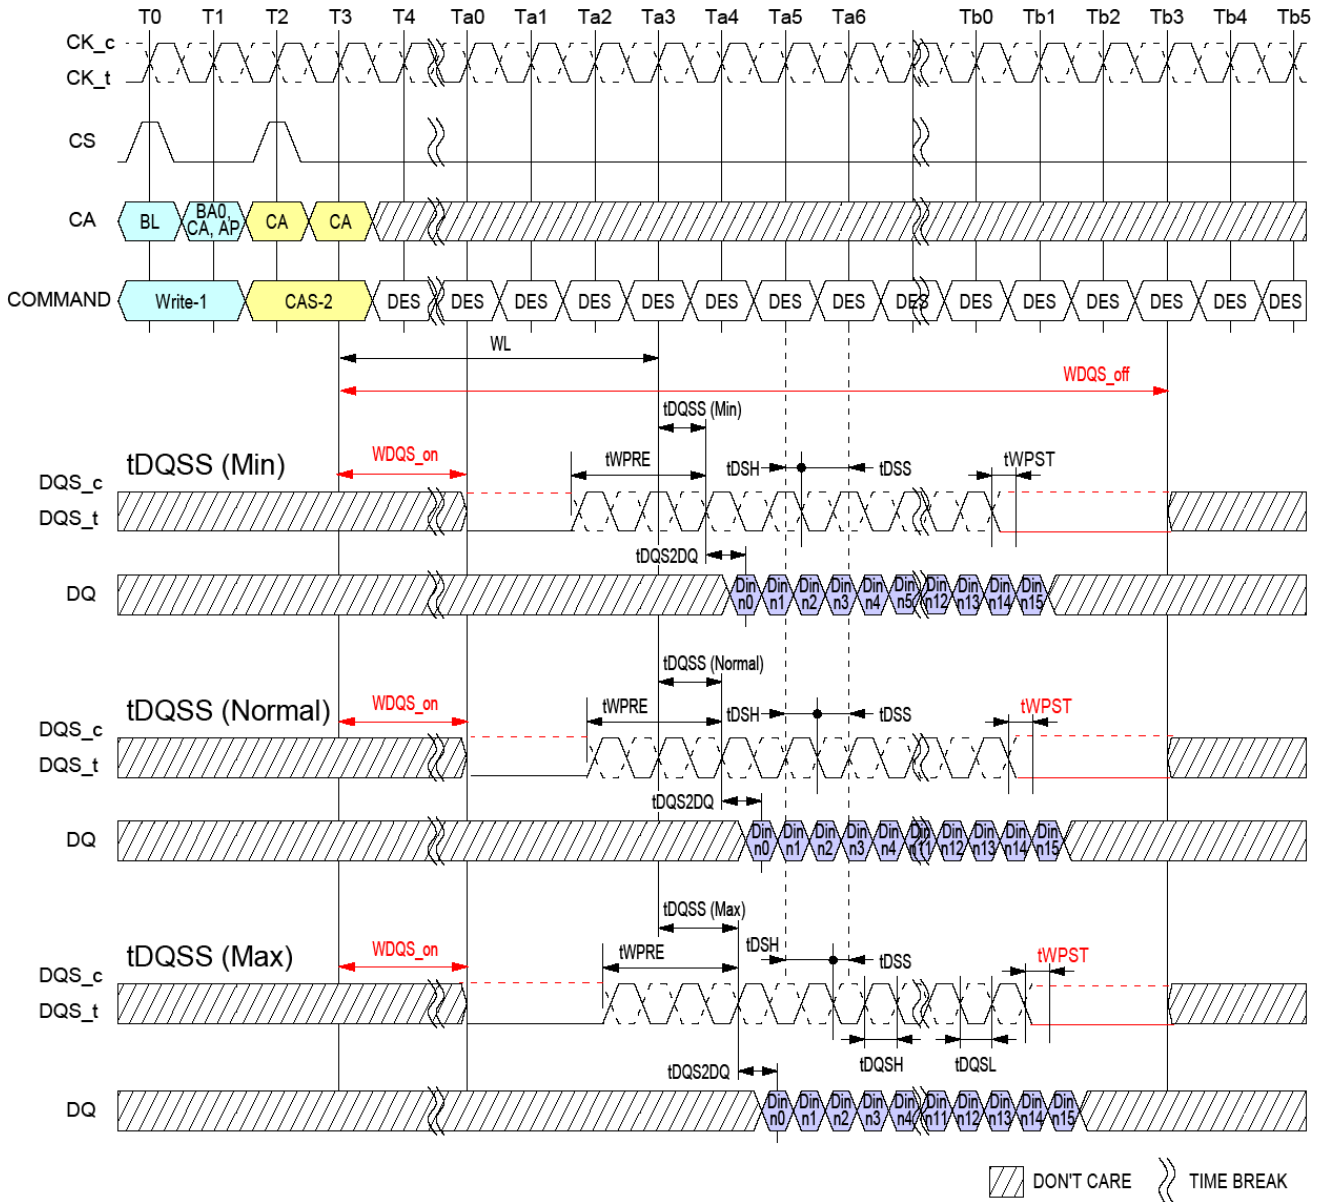 T0 T1 T2 T3 T4 Ta0 Ta1 Ta2 Ta3 Ta4 Ta5 Ta6 Tb0 Tb1 Tb2 Tb3 Tb4 Tb5
CK_c
CK_t
CS
CA BL BA0, CA, AP CA CA
COMMAND Write-1 CAS-2 DES DES DES DES DES DES DES DES DES DES DES DES DES DES DES
WL
WDQS_off
tDQSS (Min)
tDQSS (Min) WDQS_on tWPRE tDSH tDSS tWPST
DQS_c
DQS_t
tDQS2DQ
DQ Din n0 Din n1 Din n2 Din n3 Din n4 Din n5 Din n12 Din n13 Din n14 Din n15
tDQSS (Normal)
tDQSS (Normal) WDQS_on tWPRE tDSH tDSS tWPST
DQS_c
DQS_t
tDQS2DQ
DQ Din n0 Din n1 Din n2 Din n3 Din n4 Din n11 Din n12 Din n13 Din n14 Din n15
tDQSS (Max)
tDQSS (Max) WDQS_on tWPRE tDSH tDSS tWPST
DQS_c
DQS_t
tDQSH tDQSL
tDQS2DQ
DQ Din n0 Din n1 Din n2 Din n3 Din n4 Din n11 Din n12 Din n13 Din n14 Din n15
DON'T CARE TIME BREAK